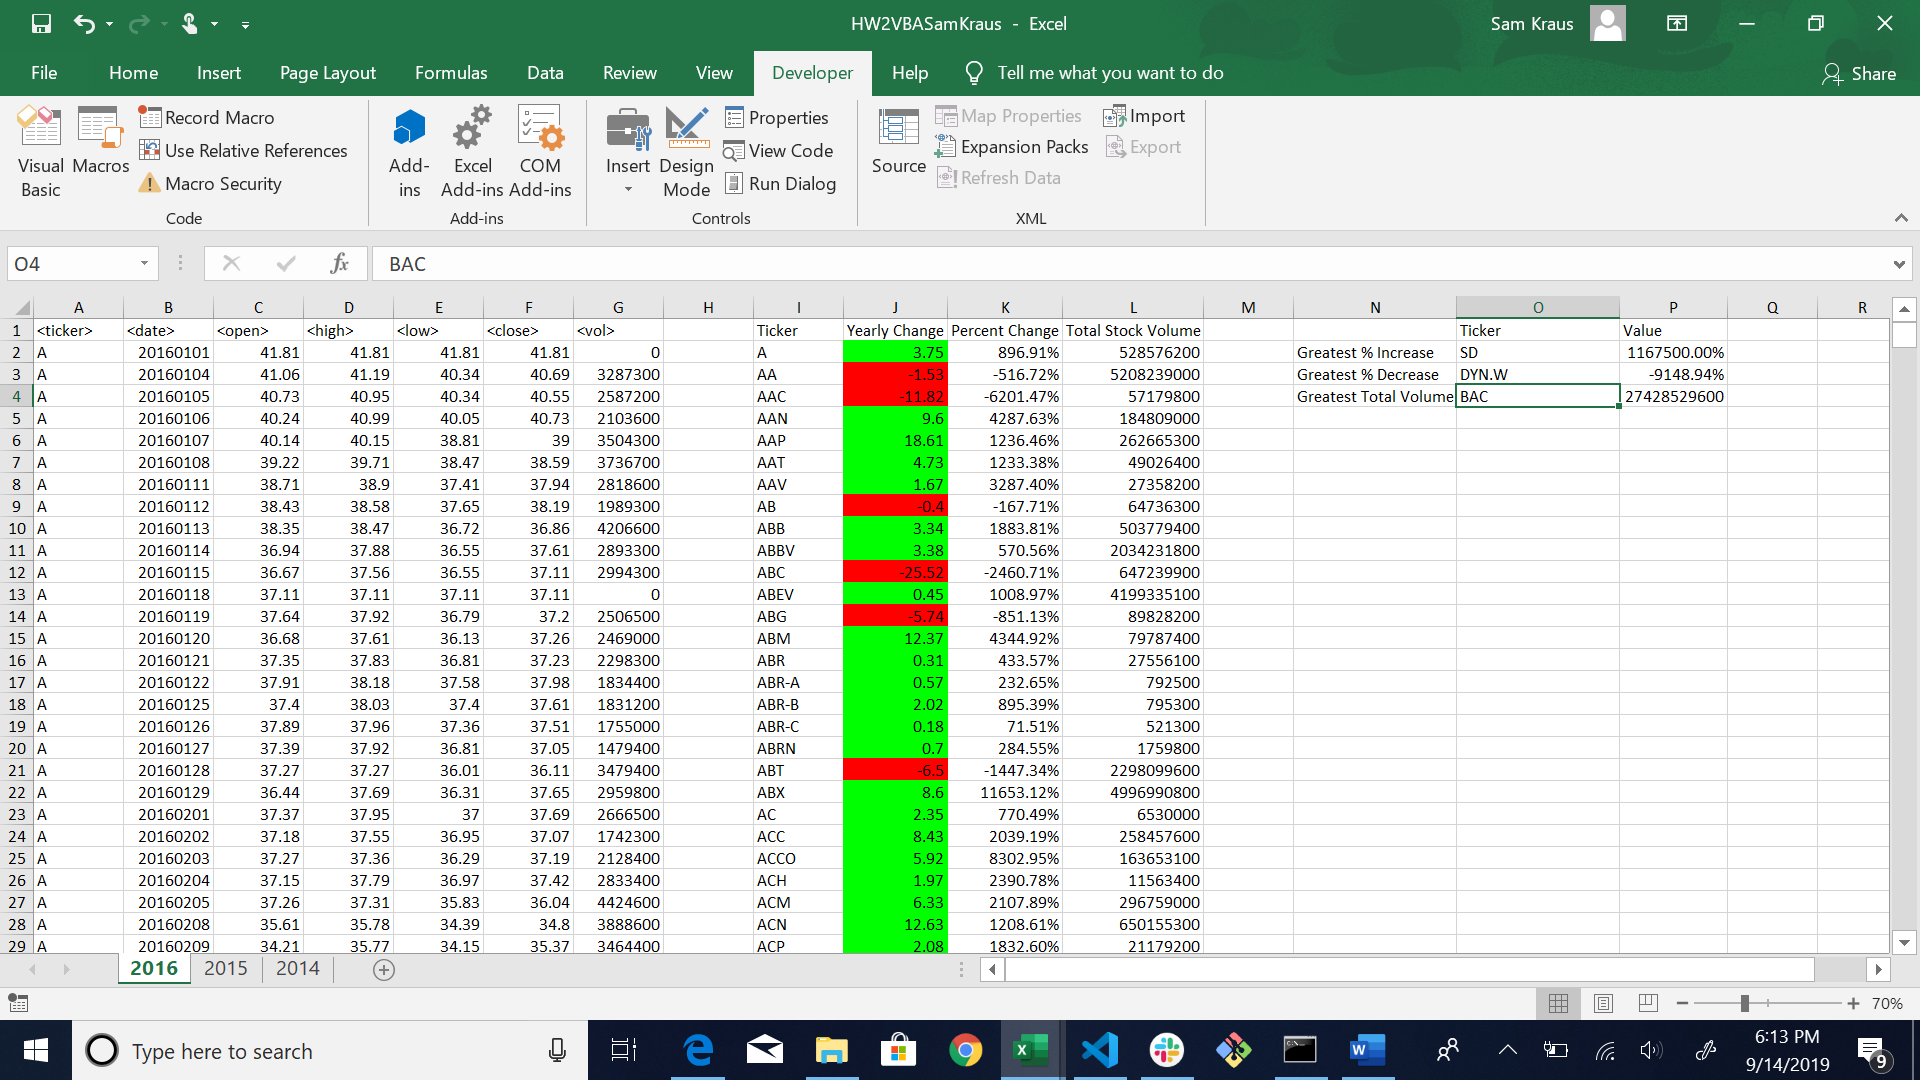 HW2VBASamKraus - Excel
Sam Kraus
File Home Insert Page Layout Formulas Data Review View Developer Help Tell me what you want to do Share
Visual Basic
Macros
Record Macro
Use Relative References
Macro Security
Code
Add-ins
Excel Add-ins
COM Add-ins
Add-ins
Insert
Design Mode
Properties
View Code
Run Dialog
Controls
Source
Map Properties
Expansion Packs
Refresh Data
Import
Export
XML
O4 fx BAC
A B C D E F G H I J K L M N O P Q R
1 <ticker> <date> <open> <high> <low> <close> <vol> Ticker Yearly Change Percent Change Total Stock Volume Ticker Value
2 A 20160101 41.81 41.81 41.81 41.81 0 A 3.75 896.91% 528576200 Greatest % Increase SD 1167500.00%
3 A 20160104 41.06 41.19 40.34 40.69 3287300 AA -1.53 -516.72% 5208239000 Greatest % Decrease DYN.W -9148.94%
4 A 20160105 40.73 40.95 40.34 40.55 2587200 AAC -11.82 -6201.47% 57179800 Greatest Total Volume BAC 27428529600
5 A 20160106 40.24 40.99 40.05 40.73 2103600 AAN 9.6 4287.63% 184809000
6 A 20160107 40.14 40.15 38.81 39 3504300 AAP 18.61 1236.46% 262665300
7 A 20160108 39.22 39.71 38.47 38.59 3736700 AAT 4.73 1233.38% 49026400
8 A 20160111 38.71 38.9 37.41 37.94 2818600 AAV 1.67 3287.40% 27358200
9 A 20160112 38.43 38.58 37.65 38.19 1989300 AB -0.4 -167.71% 64736300
10 A 20160113 38.35 38.47 36.72 36.86 4206600 ABB 3.34 1883.81% 503779400
11 A 20160114 36.94 37.88 36.55 37.61 2893300 ABBV 3.38 570.56% 2034231800
12 A 20160115 36.67 37.56 36.55 37.11 2994300 ABC -25.52 -2460.71% 647239900
13 A 20160118 37.11 37.11 37.11 37.11 0 ABEV 0.45 1008.97% 4199335100
14 A 20160119 37.64 37.92 36.79 37.2 2506500 ABG -5.74 -851.13% 89828200
15 A 20160120 36.68 37.61 36.13 37.26 2469000 ABM 12.37 4344.92% 79787400
16 A 20160121 37.35 37.83 36.81 37.23 2298300 ABR 0.31 433.57% 27556100
17 A 20160122 37.91 38.18 37.58 37.98 1834400 ABR-A 0.57 232.65% 792500
18 A 20160125 37.4 38.03 37.4 37.61 1831200 ABR-B 2.02 895.39% 795300
19 A 20160126 37.89 37.96 37.36 37.51 1755000 ABR-C 0.18 71.51% 521300
20 A 20160127 37.39 37.92 36.81 37.05 1479400 ABRN 0.7 284.55% 1759800
21 A 20160128 37.27 37.27 36.01 36.11 3479400 ABT -6.5 -1447.34% 2298099600
22 A 20160129 36.44 37.69 36.31 37.65 2959800 ABX 8.6 11653.12% 4996990800
23 A 20160201 37.37 37.95 37 37.69 2666500 AC 2.35 770.49% 6530000
24 A 20160202 37.18 37.55 36.95 37.07 1742300 ACC 8.43 2039.19% 258457600
25 A 20160203 37.27 37.36 36.29 37.19 2128400 ACCO 5.92 8302.95% 163653100
26 A 20160204 37.15 37.79 36.97 37.42 2833400 ACH 1.97 2390.78% 11563400
27 A 20160205 37.26 37.31 35.83 36.04 4424600 ACM 6.33 2107.89% 296759000
28 A 20160208 35.61 35.78 34.39 34.8 3888600 ACN 12.63 1208.61% 650155300
29 A 20160209 34.21 35.77 34.15 35.37 3464400 ACP 2.08 1832.60% 21179200
2016 2015 2014
70%
Type here to search
6:13 PM
9/14/2019
9